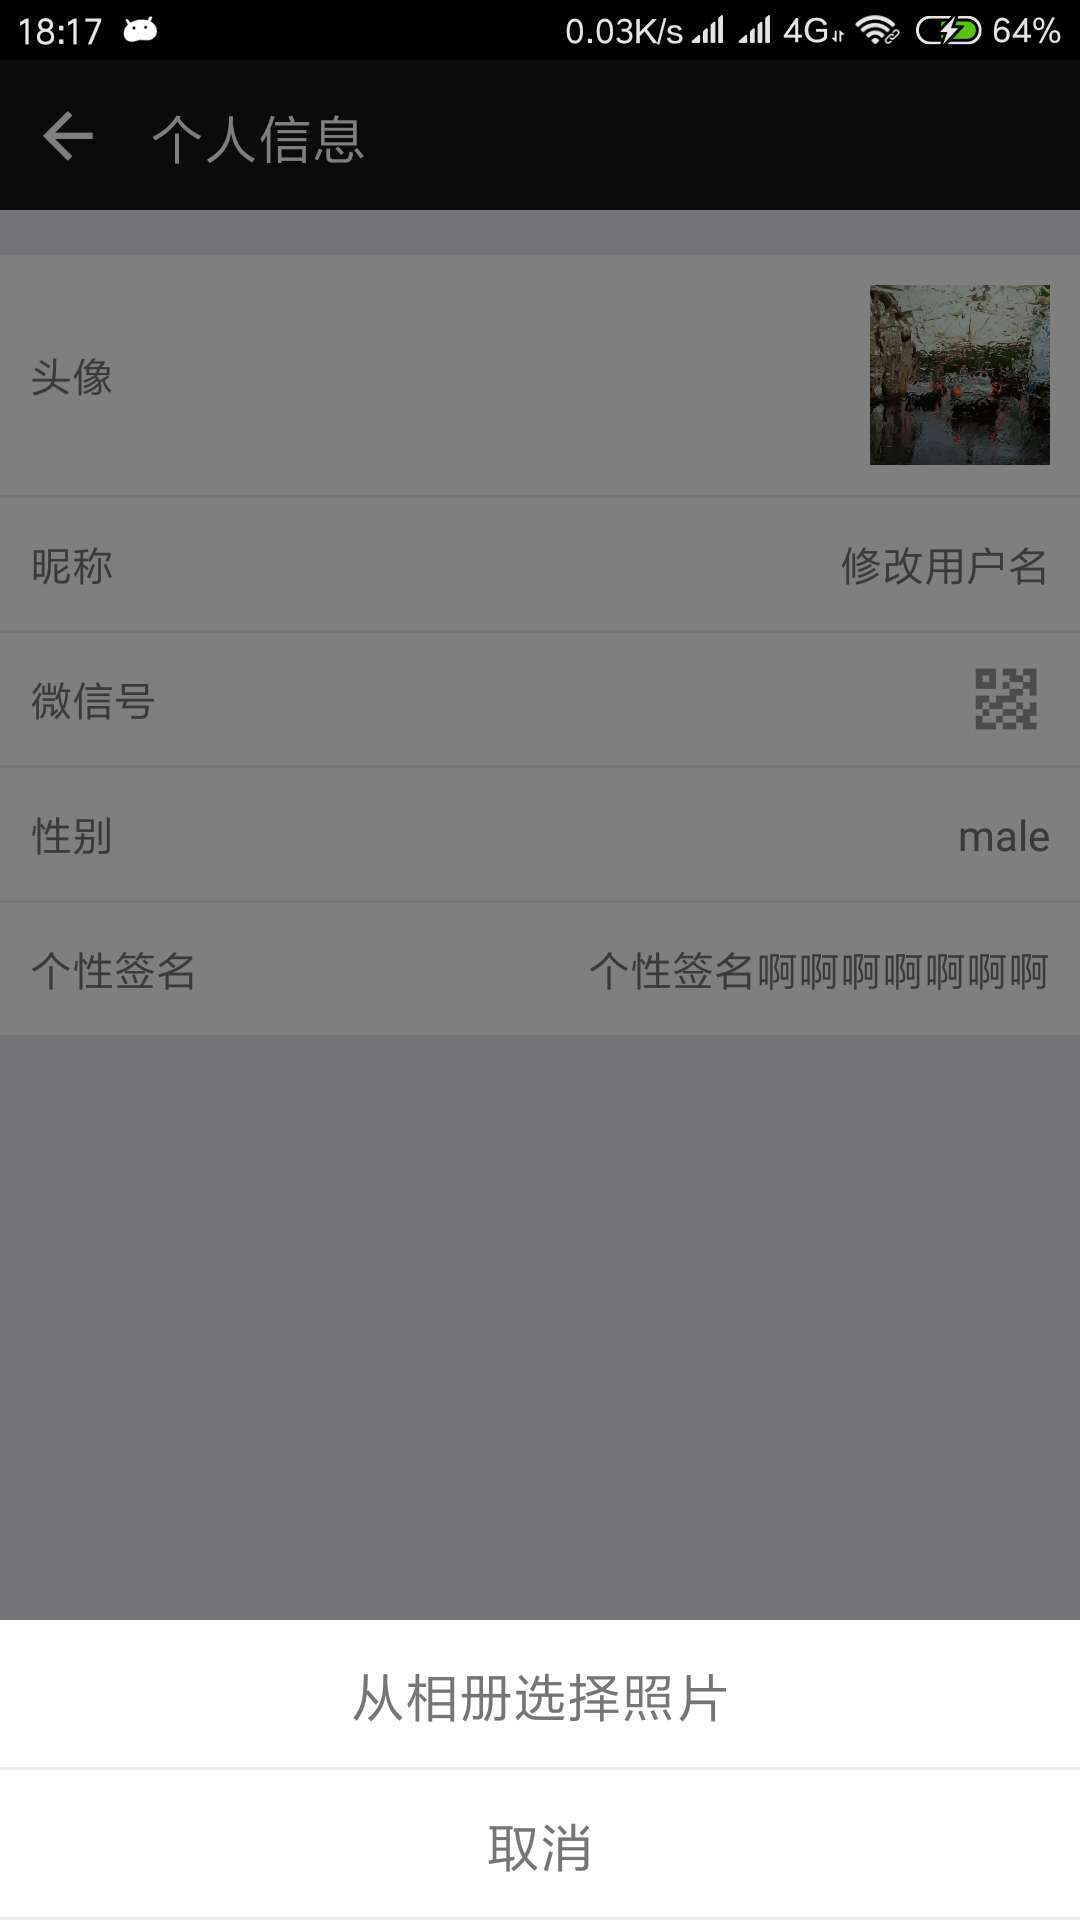 18:17 0.03K/s 4G 64%
个人信息
头像
昵称 修改用户名
微信号
性别 male
个性签名 个性签名啊啊啊啊啊啊啊
从相册选择照片
取消